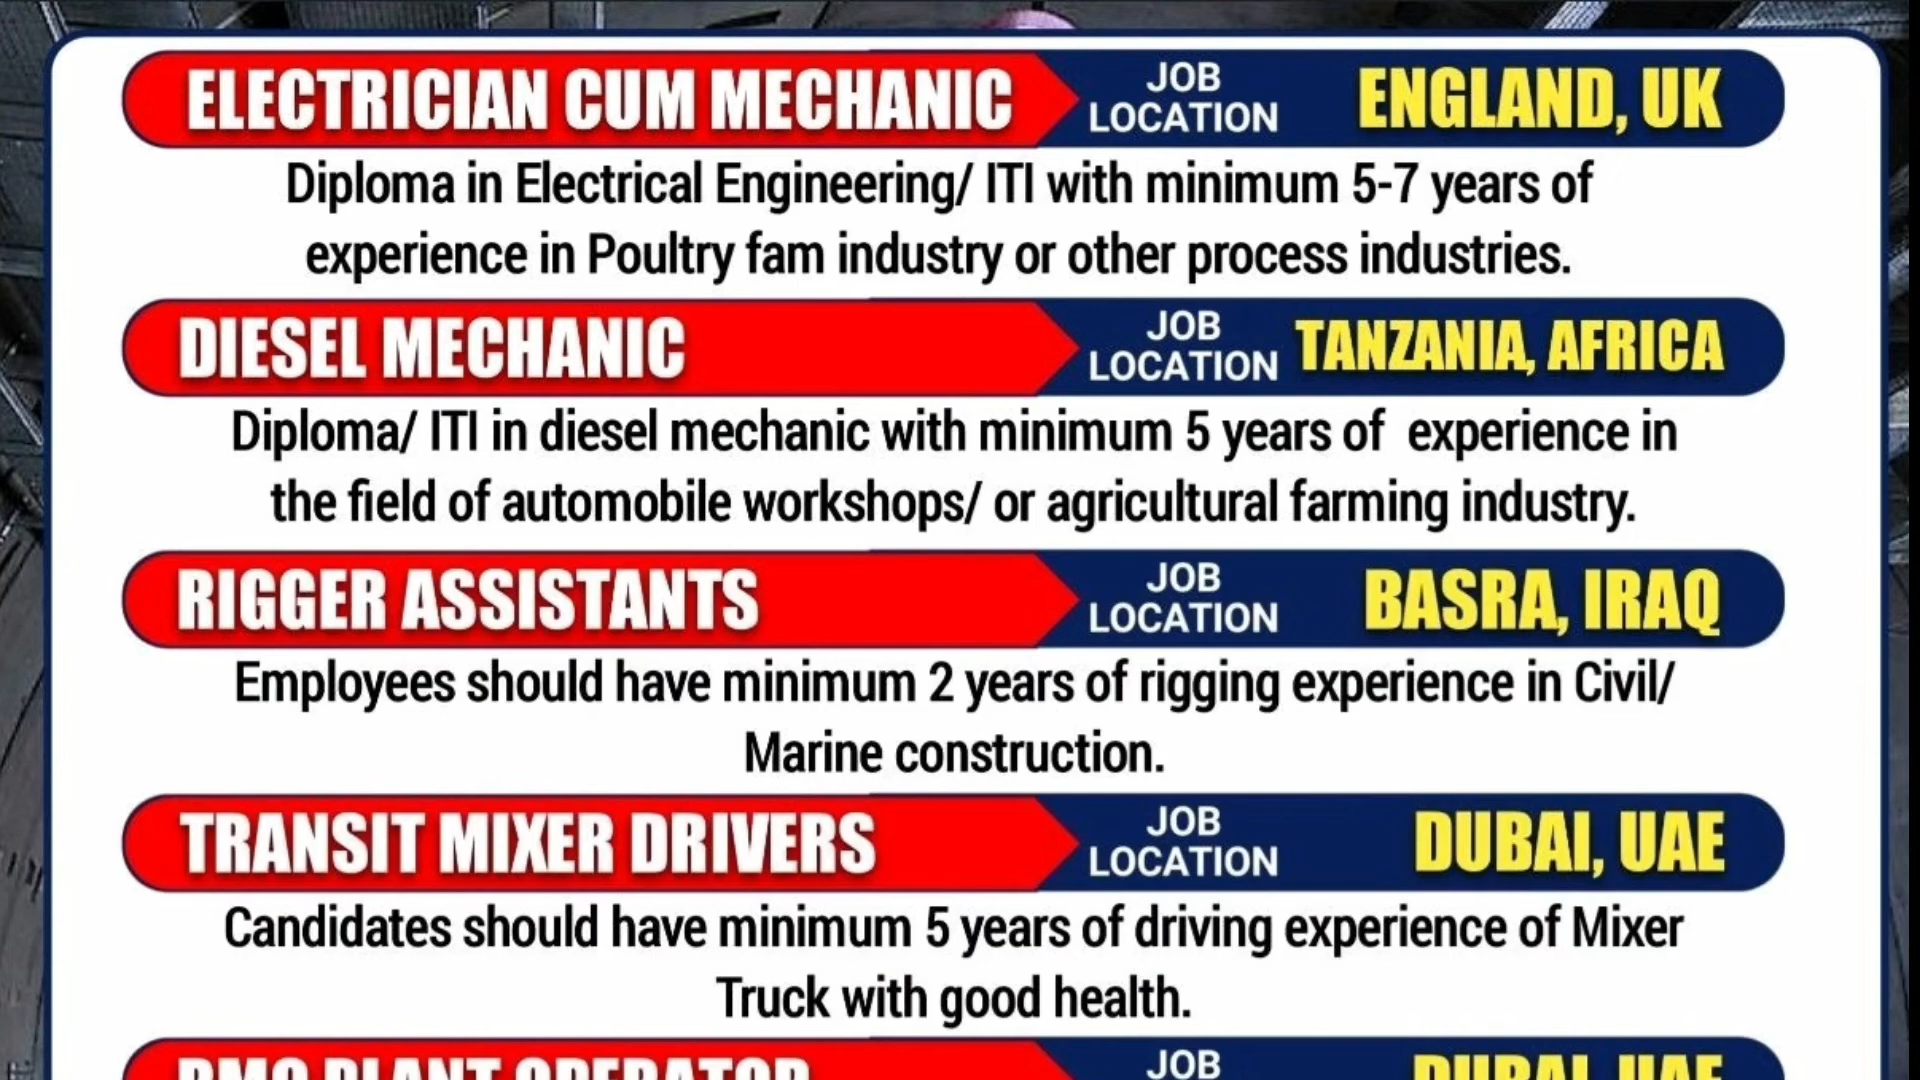 ELECTRICIAN CUM MECHANIC JOB LOCATION ENGLAND, UK
Diploma in Electrical Engineering/ ITI with minimum 5-7 years of
experience in Poultry fam industry or other process industries.
DIESEL MECHANIC JOB LOCATION TANZANIA, AFRICA
Diploma/ ITI in diesel mechanic with minimum 5 years of experience in
the field of automobile workshops/ or agricultural farming industry.
RIGGER ASSISTANTS JOB LOCATION BASRA, IRAQ
Employees should have minimum 2 years of rigging experience in Civil/
Marine construction.
TRANSIT MIXER DRIVERS JOB LOCATION DUBAI, UAE
Candidates should have minimum 5 years of driving experience of Mixer
Truck with good health.
PLANT OPERATOR JOB DUBAI, UAE